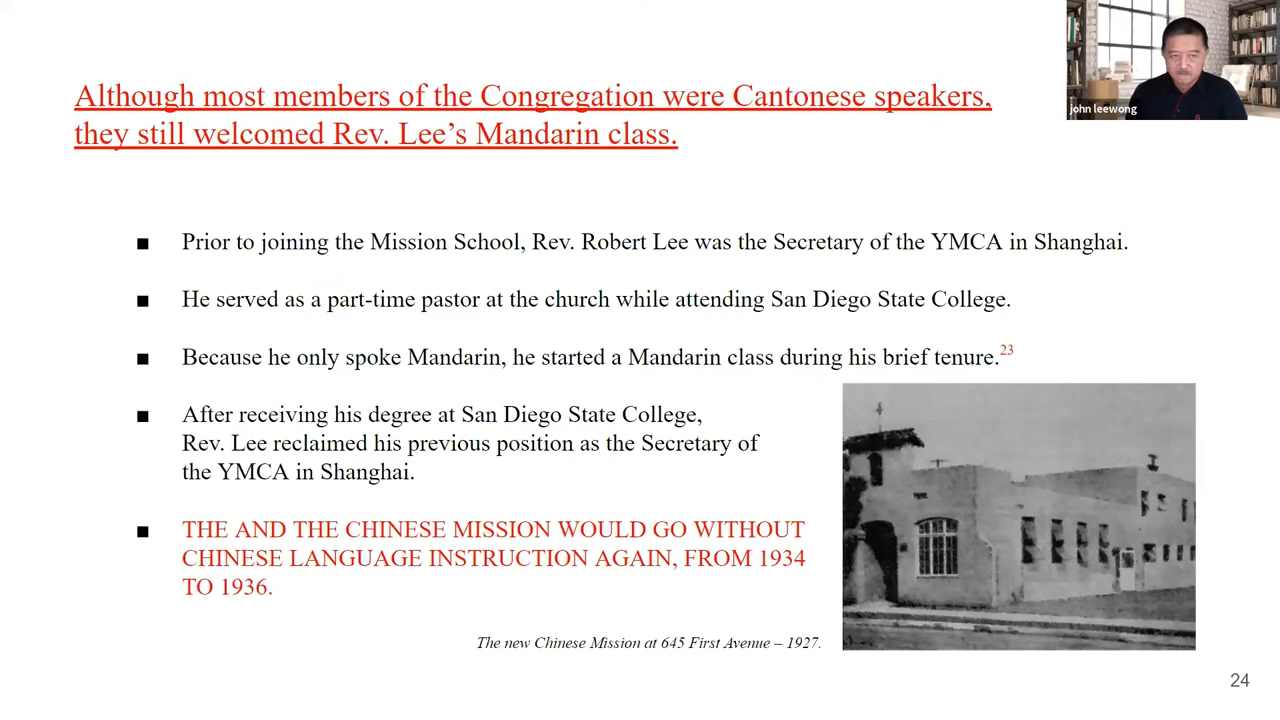 john leewong
Although most members of the Congregation were Cantonese speakers,
they still welcomed Rev. Lee’s Mandarin class.
■ Prior to joining the Mission School, Rev. Robert Lee was the Secretary of the YMCA in Shanghai.
■ He served as a part-time pastor at the church while attending San Diego State College.
■ Because he only spoke Mandarin, he started a Mandarin class during his brief tenure.23
■ After receiving his degree at San Diego State College,
Rev. Lee reclaimed his previous position as the Secretary of
the YMCA in Shanghai.
■ THE AND THE CHINESE MISSION WOULD GO WITHOUT
CHINESE LANGUAGE INSTRUCTION AGAIN, FROM 1934
TO 1936.
The new Chinese Mission at 645 First Avenue – 1927.
24